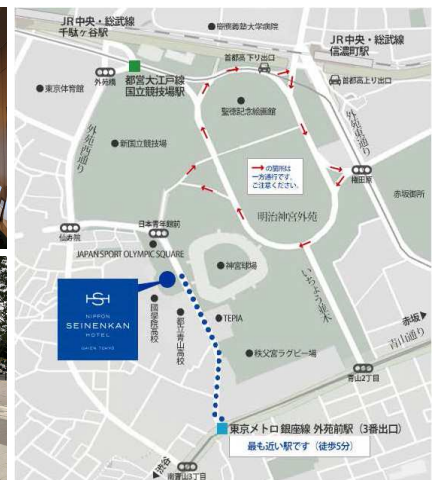 JR中央・総武線
千駄ヶ谷駅
慶應義塾大学病院
JR中央・総武線
信濃町駅
外苑橋
都営大江戸線
国立競技場駅
首都高下り出口
首都高上り出口
東京体育館
聖徳記念絵画館
外苑西通り
新国立競技場
の箇所は
一方通行です。
ご注意ください。
外苑東通り
権田原
赤坂御所
明治神宮外苑
日本青年館前
仙寿院
JAPAN SPORT OLYMPIC SQUARE
神宮球場
いちょう並木
NIPPON
SEINENKAN
HOTEL
國學院高校
都立青山高校
TEPIA
赤坂
青山通り
秩父宮ラグビー場
青山2丁目
東京メトロ 銀座線 外苑前駅(3番出口)
最も近い駅です(徒歩5分)
渋谷
南青山3丁目